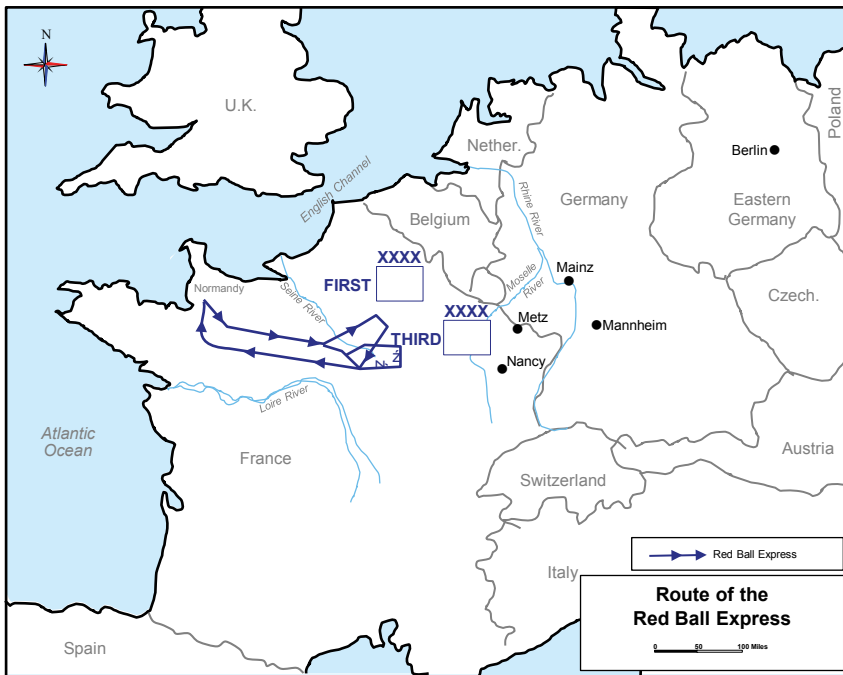 N
U.K.
Nether.
Berlin
Poland
English Channel
Rhine River
Germany
Eastern
Germany
Belgium
XXXX
FIRST
Normandy
Seine River
Moselle
River
Mainz
Czech.
XXXX
THIRD
Metz
Mannheim
Nancy
Loire River
Atlantic
Ocean
France
Austria
Switzerland
Red Ball Express
Italy
Route of the
Red Ball Express
0 50 100 Miles
Spain